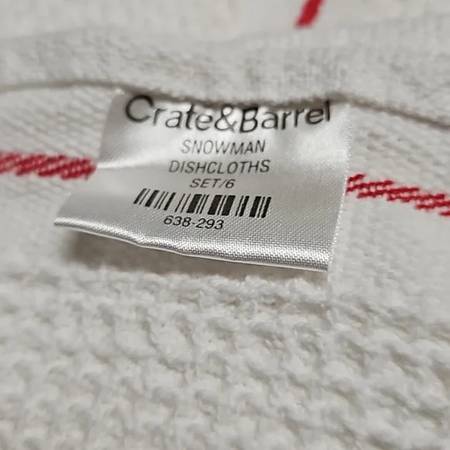 Crate&Barrel
SNOWMAN
DISHCLOTHS
SET/6
638-293